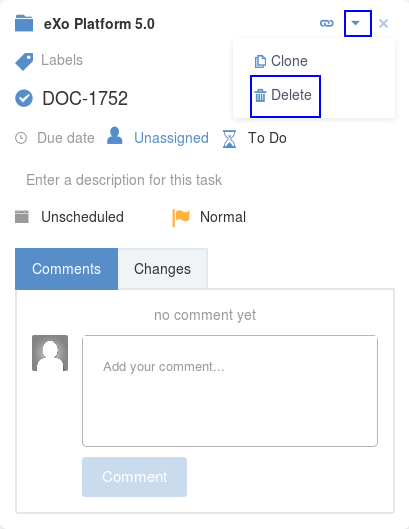 eXo Platform 5.0
Labels
Clone
DOC-1752
Delete
Due date Unassigned To Do
Enter a description for this task
Unscheduled Normal
Comments Changes
no comment yet
Add your comment...
Comment